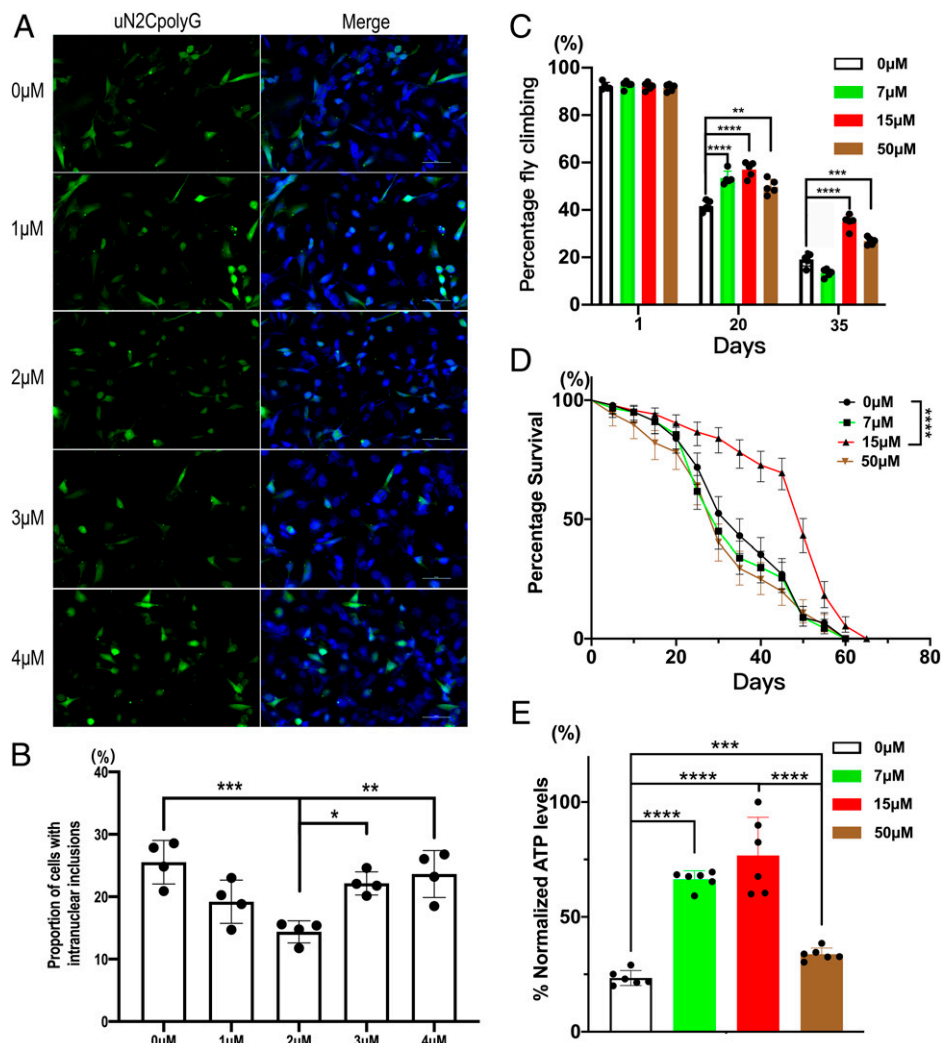 A
uN2CpolyG
Merge
0μM
1μM
2μM
3μM
4μM
B
(%)
Proportion of cells with
intranuclear inclusions
40
30
20
10
0
***
**
*
0μM
1μM
2μM
3μM
4μM
C
(%)
Percentage fly climbing
100
80
60
40
20
0
0μM
7μM
15μM
50μM
**
****
****
***
****
1
20
35
Days
D
(%)
Percentage Survival
100
50
0
0μM
7μM
15μM
50μM
****
0
20
40
60
80
Days
E
(%)
% Normalized ATP levels
100
50
0
***
****
****
****
0μM
7μM
15μM
50μM